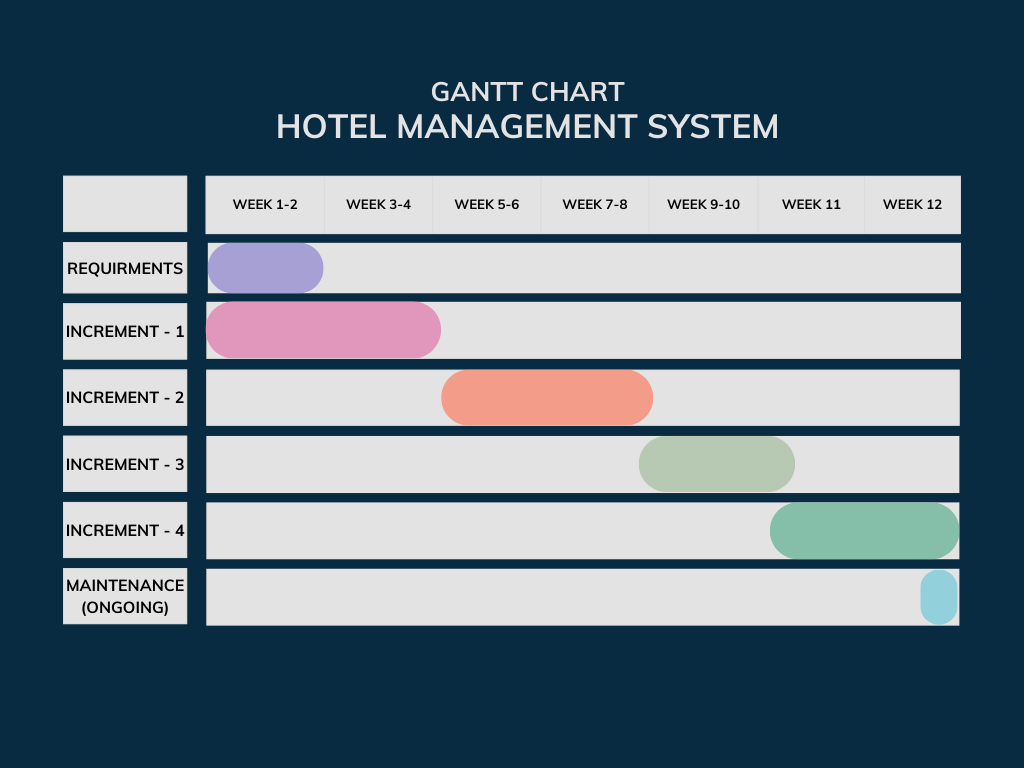 GANTT CHART
HOTEL MANAGEMENT SYSTEM
WEEK 1-2 WEEK 3-4 WEEK 5-6 WEEK 7-8 WEEK 9-10 WEEK 11 WEEK 12
REQUIRMENTS
INCREMENT - 1
INCREMENT - 2
INCREMENT - 3
INCREMENT - 4
MAINTENANCE
(ONGOING)